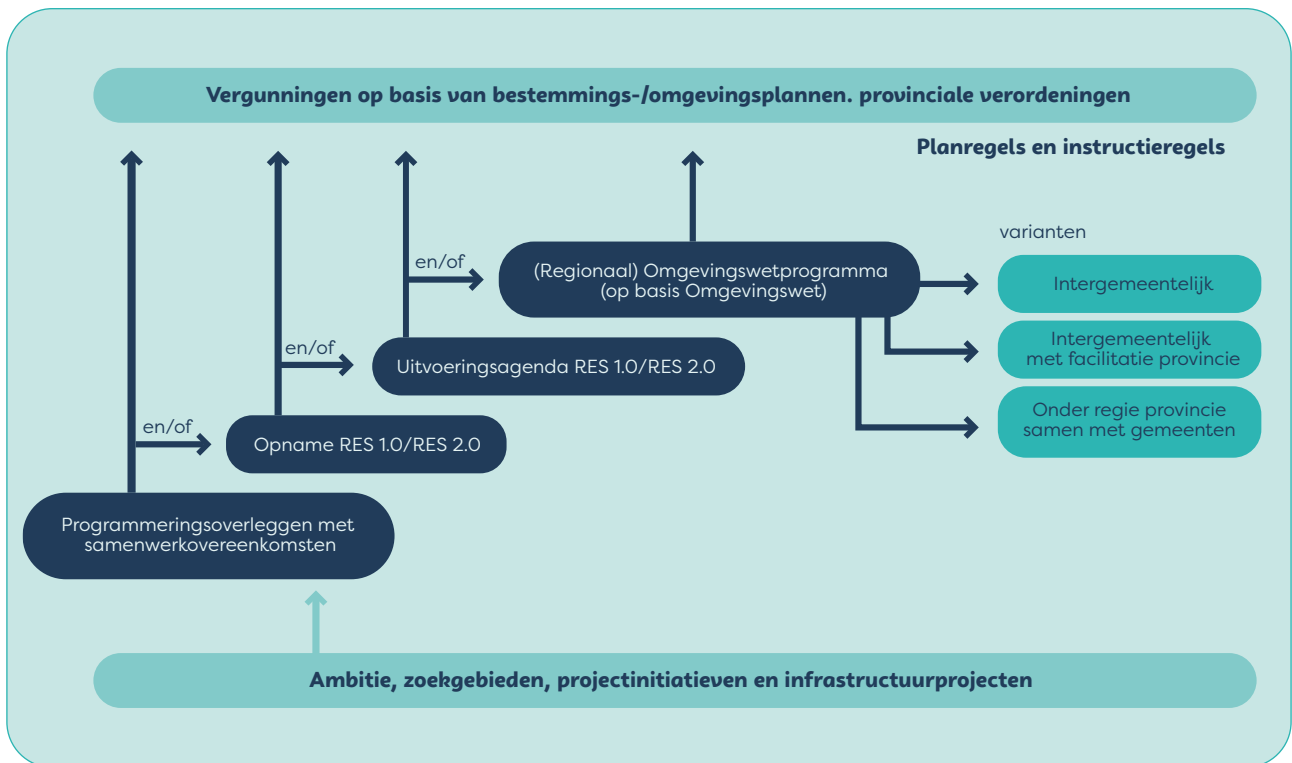 Vergunningen op basis van bestemmings-/omgevingsplannen. provinciale verordeningen
Planregels en instructieregels
varianten
en/of
(Regionaal) Omgevingswetprogramma
(op basis Omgevingswet)
Intergemeentelijk
Intergemeentelijk
met facilitatie provincie
en/of
Uitvoeringsagenda RES 1.0/RES 2.0
Onder regie provincie
samen met gemeenten
en/of
Opname RES 1.0/RES 2.0
Programmeringsoverleggen met
samenwerkovereenkomsten
Ambitie, zoekgebieden, projectinitiatieven en infrastructuurprojecten